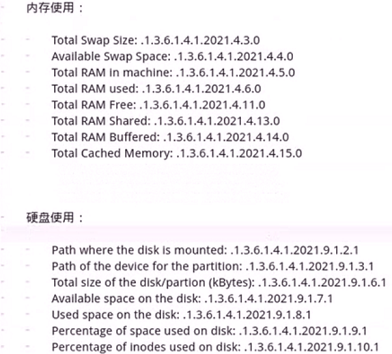 内存使用：
Total Swap Size: .1.3.6.1.4.1.2021.4.3.0
Available Swap Space: .1.3.6.1.4.1.2021.4.4.0
Total RAM in machine: .1.3.6.1.4.1.2021.4.5.0
Total RAM used: .1.3.6.1.4.1.2021.4.6.0
Total RAM Free: .1.3.6.1.4.1.2021.4.11.0
Total RAM Shared: .1.3.6.1.4.1.2021.4.13.0
Total RAM Buffered: .1.3.6.1.4.1.2021.4.14.0
Total Cached Memory: .1.3.6.1.4.1.2021.4.15.0
硬盘使用：
Path where the disk is mounted: .1.3.6.1.4.1.2021.9.1.2.1
Path of the device for the partition: .1.3.6.1.4.1.2021.9.1.3.1
Total size of the disk/partion (kBytes): .1.3.6.1.4.1.2021.9.1.6.1
Available space on the disk: .1.3.6.1.4.1.2021.9.1.7.1
Used space on the disk: .1.3.6.1.4.1.2021.9.1.8.1
Percentage of space used on disk: .1.3.6.1.4.1.2021.9.1.9.1
Percentage of inodes used on disk: .1.3.6.1.4.1.2021.9.1.10.1